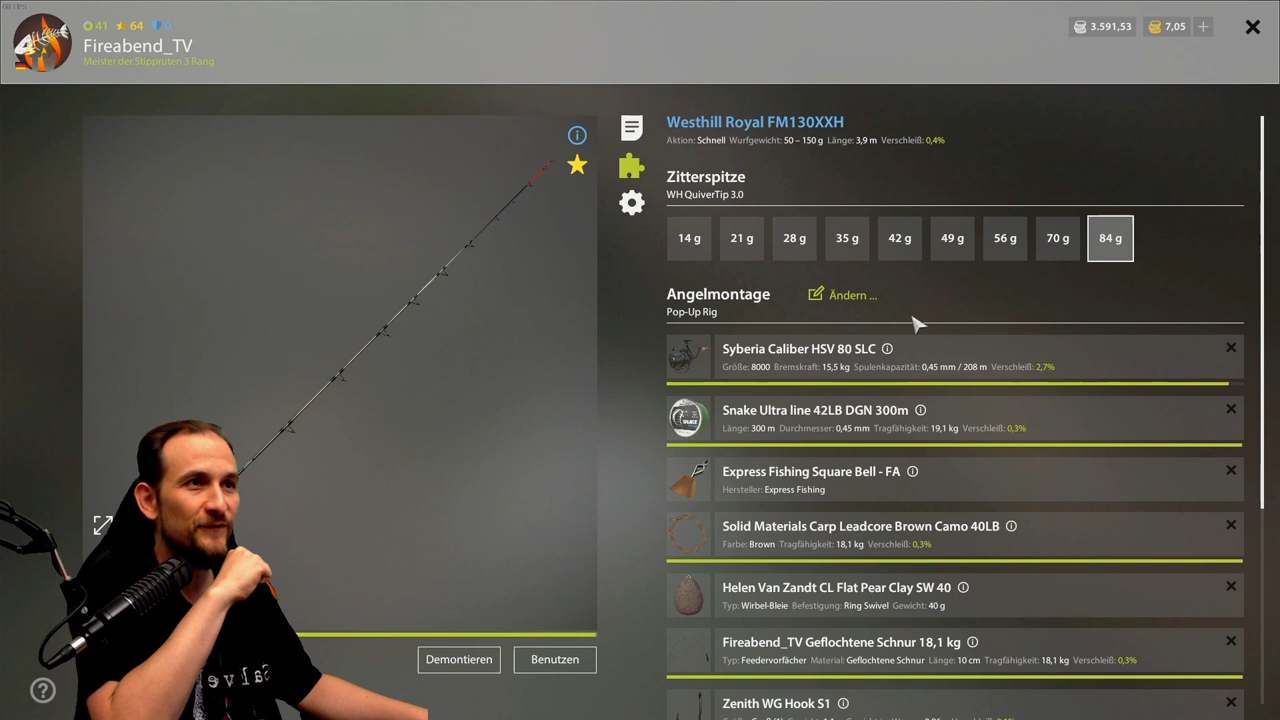 41 64 0
3.591,53 7,05
Fireabend_TV
Meister der Stippruten 3 Rang
Westhill Royal FM130XXH
Aktion: Schnell Wurfgewicht: 50 – 150 g Länge: 3,9 m Verschleiß: 0,4%
Zitterspitze
WH QuiverTip 3.0
14 g 21 g 28 g 35 g 42 g 49 g 56 g 70 g 84 g
Angelmontage Ändern ...
Pop-Up Rig
Syberia Caliber HSV 80 SLC
Größe: 8000 Bremskraft: 15,5 kg Spulenkapazität: 0,45 mm / 208 m Verschleiß: 2,7%
Snake Ultra line 42LB DGN 300m
Länge: 300 m Durchmesser: 0,45 mm Tragfähigkeit: 19,1 kg Verschleiß: 0,3%
Express Fishing Square Bell - FA
Hersteller: Express Fishing
Solid Materials Carp Leadcore Brown Camo 40LB
Farbe: Brown Tragfähigkeit: 18,1 kg Verschleiß: 0,3%
Helen Van Zandt CL Flat Pear Clay SW 40
Typ: Wirbel-Bleie Befestigung: Ring Swivel Gewicht: 40 g
Fireabend_TV Geflochtene Schnur 18,1 kg
Typ: Feedervorfächer Material: Geflochtene Schnur Länge: 10 cm Tragfähigkeit: 18,1 kg Verschleiß: 0,3%
Zenith WG Hook S1
Demontieren Benutzen